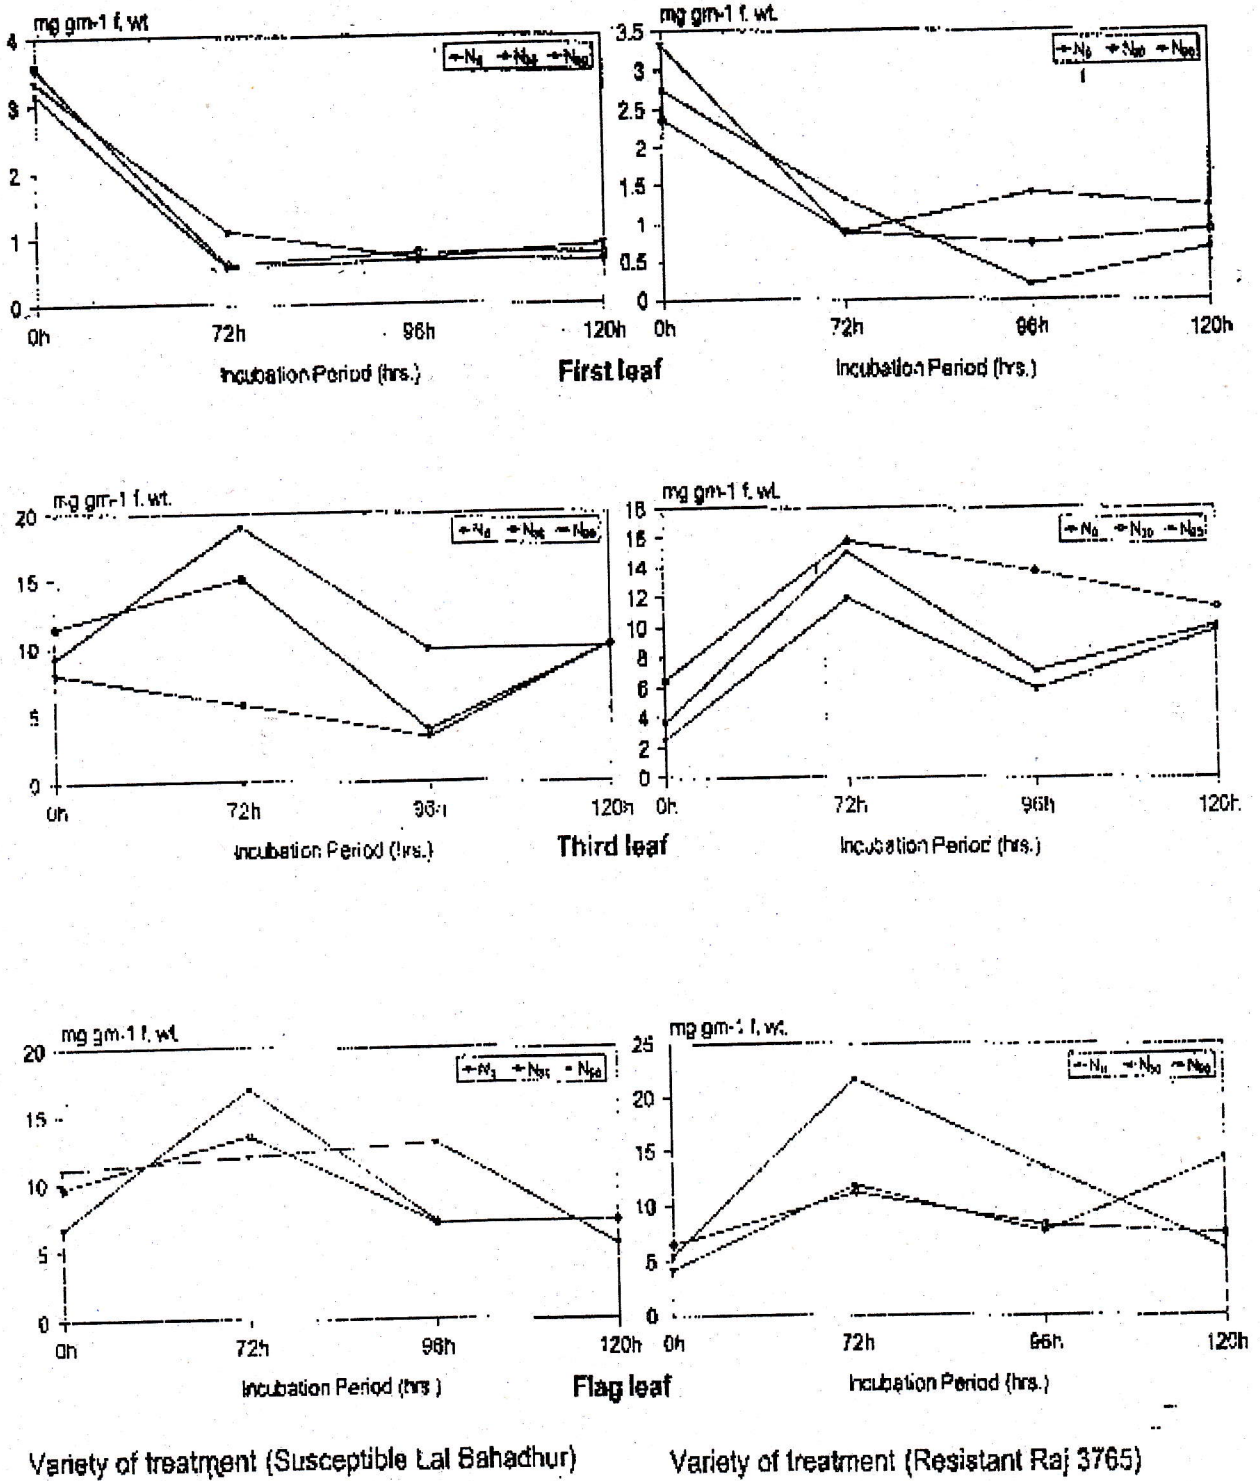 mg gm-1 f. wt
4
3
2
1
0
N0
0h 72h 96h 120h
Incubation Period (hrs.)
mg gm-1 f. wt.
3.5
3
2.5
2
1.5
1
0.5
0
N0
0h 72h 96h 120h
Incubation Period (hrs.)
First leaf
mg gm-1 f. wt.
20
15
10
5
0
N0
0h 72h 96h 120h
Incubation Period (hrs.)
mg gm-1 f. wt.
18
16
14
12
10
8
6
4
2
0
N0
0h 72h 96h 120h
Incubation Period (hrs.)
Third leaf
mg gm-1 f. wt.
20
15
10
5
0
0h 72h 96h 120h
Incubation Period (hrs.)
mg gm-1 f. wt.
25
20
15
10
5
0
0h 72h 96h 120h
Incubation Period (hrs.)
Flag leaf
Variety of treatment (Susceptible Lal Bahadhur)
Variety of treatment (Resistant Raj 3765)